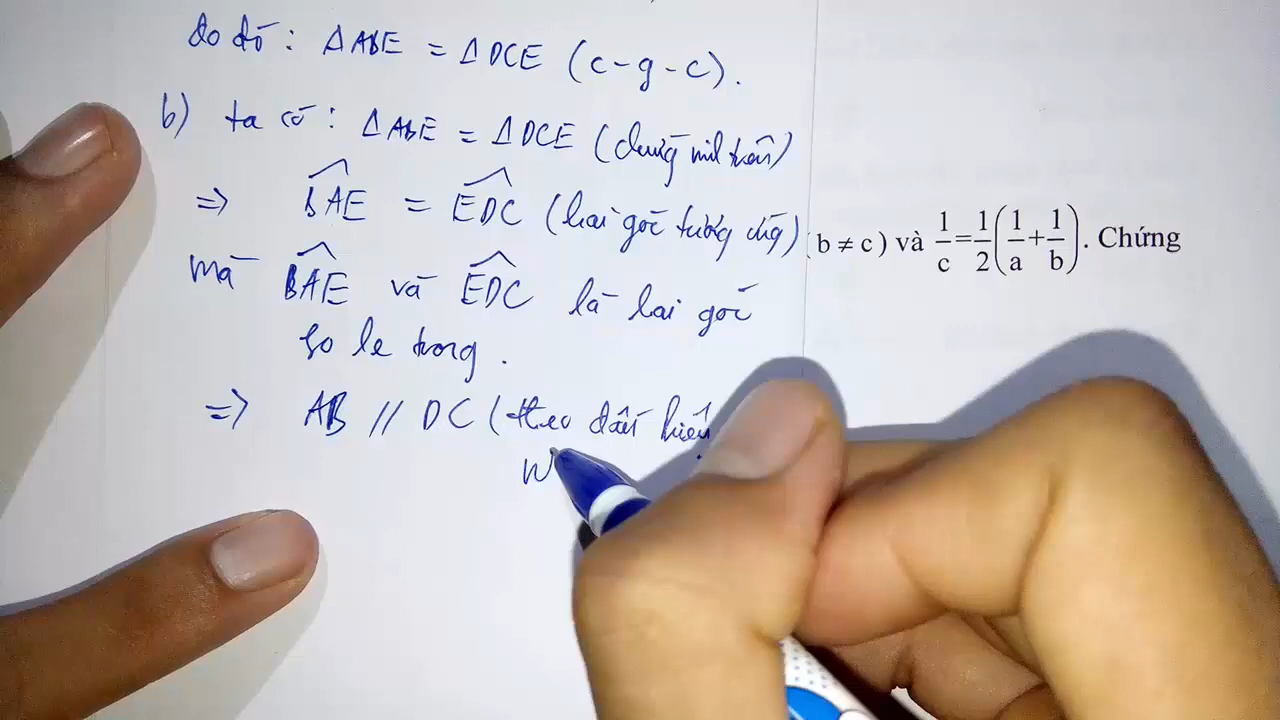 do đó : ΔABE = ΔDCE (c-g-c).
b) ta có : ΔABE = ΔDCE (chứng minh trên)
=> BAE = EDC (hai góc tương ứng)
mà BAE và EDC là hai góc
so le trong .
=> AB // DC (theo dấu hiệu
( b ≠ c ) và 1/c = 1/2 (1/a + 1/b). Chứng